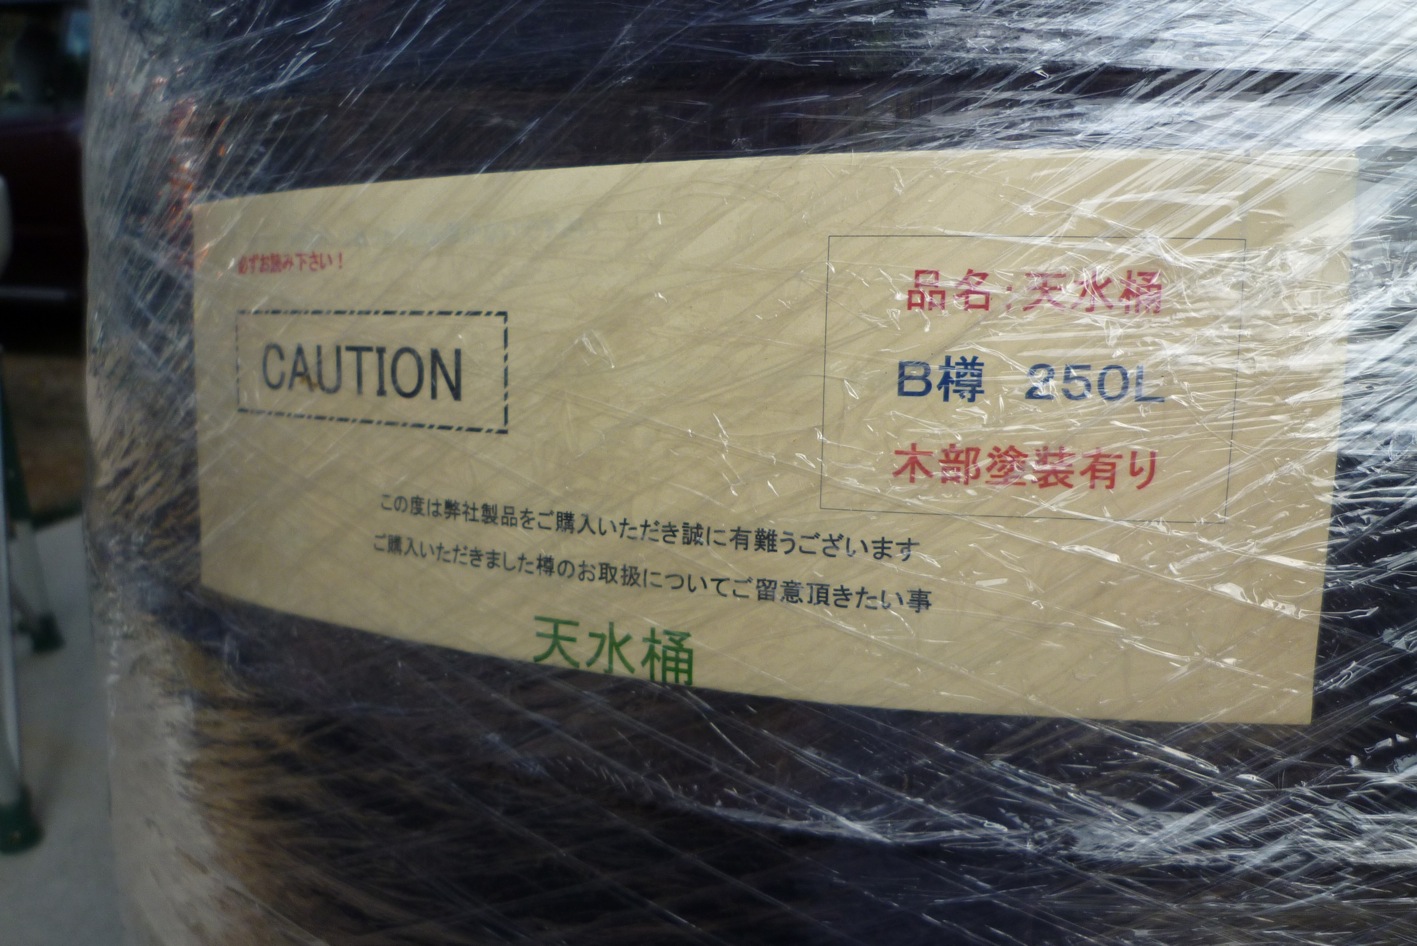 必ずお読み下さい!
CAUTION
品名:天水桶
B樽 250L
木部塗装有り
この度は弊社製品をご購入いただき誠に有難うございます
ご購入いただきました樽のお取扱についてご留意頂きたい事
天水桶